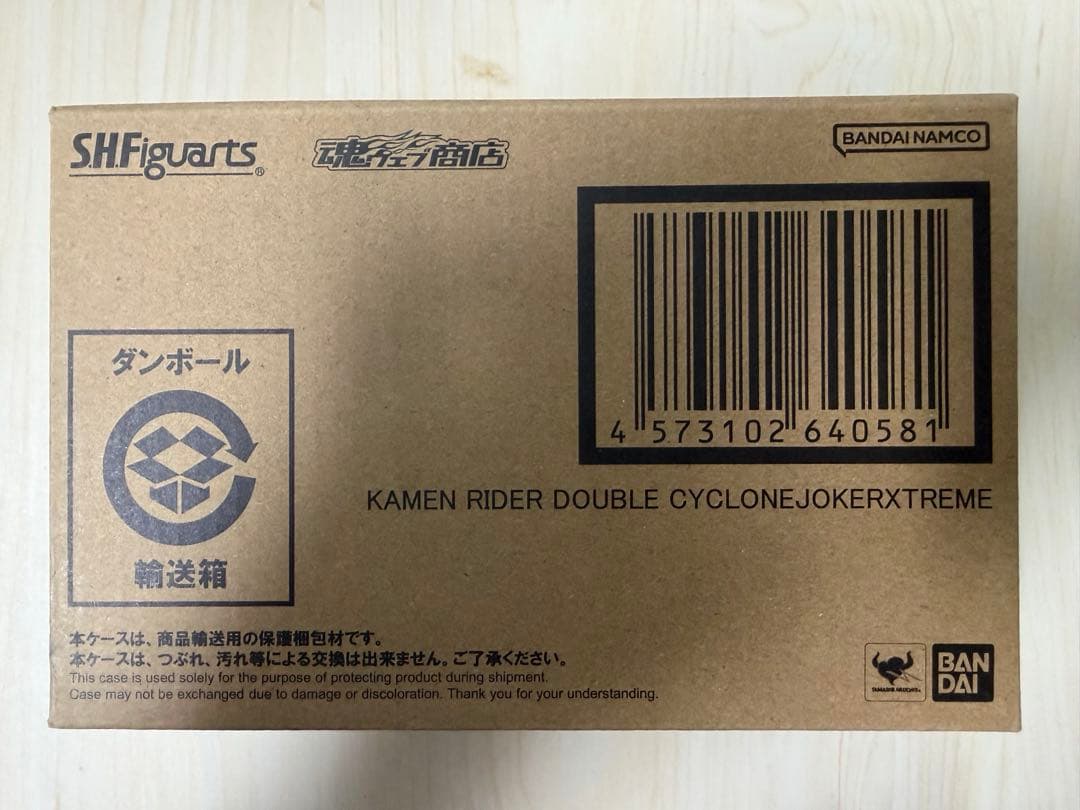 S.H.Figuarts®
魂ウェブ商店
BANDAI NAMCO
4 573102 640581
KAMEN RIDER DOUBLE CYCLONEJOKERXTREME
ダンボール
輸送箱
本ケースは、商品輸送用の保護梱包材です。
本ケースは、つぶれ、汚れ等による交換は出来ません。ご了承ください。
This case is used solely for the purpose of protecting product during shipment.
Case may not be exchanged due to damage or discoloration. Thank you for your understanding.
TAMASHII NATIONS
BAN
DAI